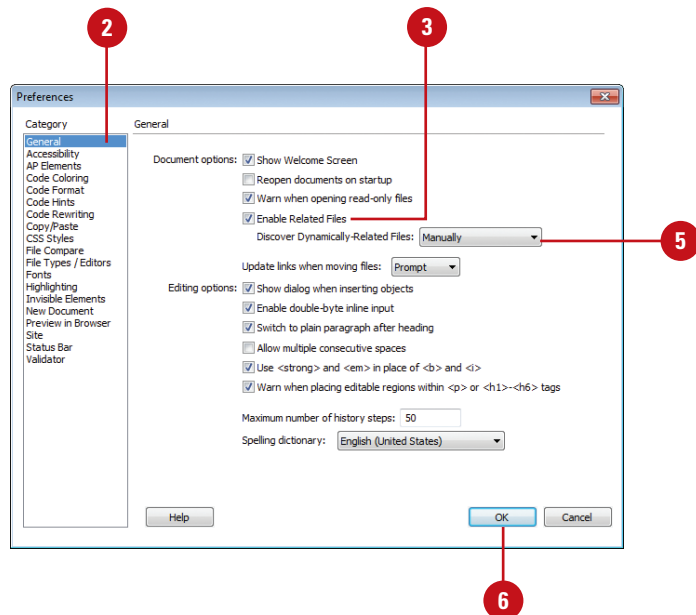 2
3
Preferences
Category
General
General
Accessibility
AP Elements
Code Coloring
Code Format
Code Hints
Code Rewriting
Copy/Paste
CSS Styles
File Compare
File Types / Editors
Fonts
Highlighting
Invisible Elements
New Document
Preview in Browser
Site
Status Bar
Validator
Document options: Show Welcome Screen
Reopen documents on startup
Warn when opening read-only files
Enable Related Files
Discover Dynamically-Related Files: Manually
5
Update links when moving files: Prompt
Editing options: Show dialog when inserting objects
Enable double-byte inline input
Switch to plain paragraph after heading
Allow multiple consecutive spaces
Use <strong> and <em> in place of <b> and <i>
Warn when placing editable regions within <p> or <h1>-<h6> tags
Maximum number of history steps: 50
Spelling dictionary: English (United States)
Help OK Cancel
6